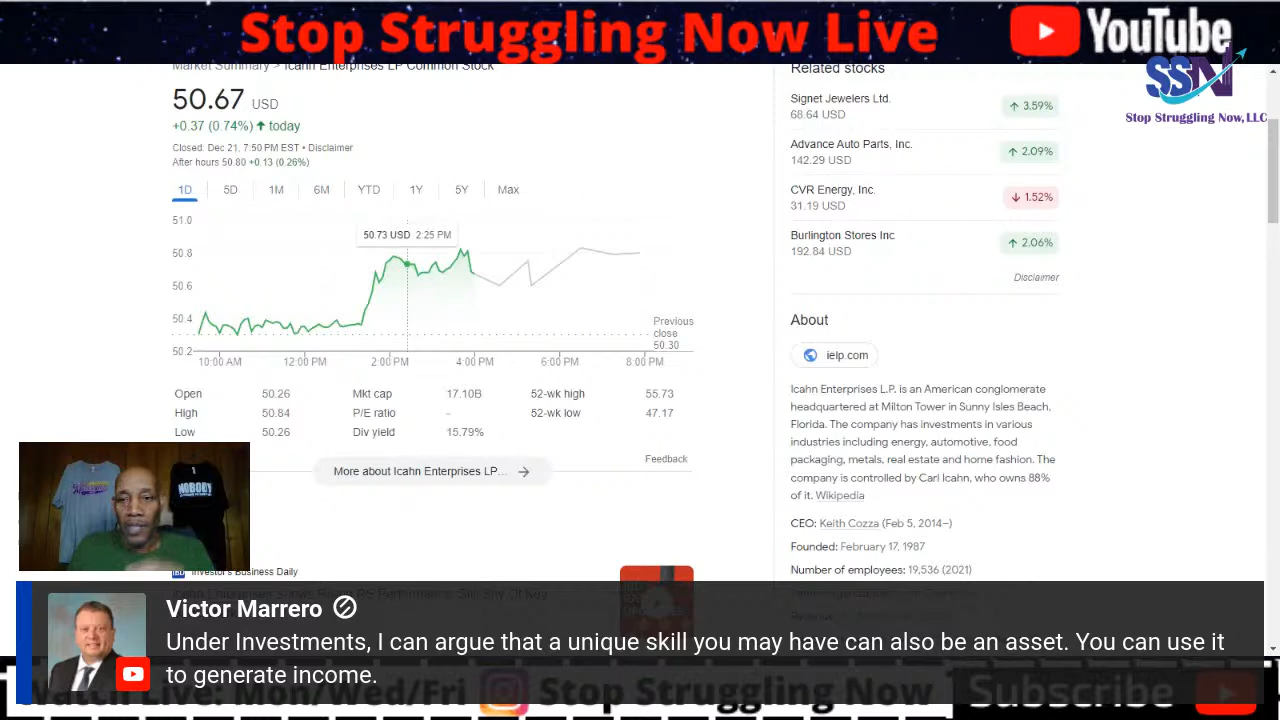 Stop Struggling Now Live
YouTube
SSN
Stop Struggling Now, LLC
Market Summary > Icahn Enterprises LP Common Stock
50.67 USD
+0.37 (0.74%) ↑ today
Closed: Dec 21, 7:50 PM EST • Disclaimer
After hours 50.80 +0.13 (0.26%)
1D 5D 1M 6M YTD 1Y 5Y Max
50.73 USD 2:25 PM
51.0
50.8
50.6
50.4
50.2
Previous
close
50.30
10:00 AM 12:00 PM 2:00 PM 4:00 PM 6:00 PM 8:00 PM
Open 50.26 Mkt cap 17.10B 52-wk high 55.73
High 50.84 P/E ratio - 52-wk low 47.17
Low 50.26 Div yield 15.79%
Feedback
More about Icahn Enterprises LP... →
Related stocks
Signet Jewelers Ltd.
68.64 USD ↑ 3.59%
Advance Auto Parts, Inc.
142.29 USD ↑ 2.09%
CVR Energy, Inc.
31.19 USD ↓ 1.52%
Burlington Stores Inc
192.84 USD ↑ 2.06%
Disclaimer
About
ielp.com
Icahn Enterprises L.P. is an American conglomerate
headquartered at Milton Tower in Sunny Isles Beach,
Florida. The company has investments in various
industries including energy, automotive, food
packaging, metals, real estate and home fashion. The
company is controlled by Carl Icahn, who owns 88%
of it. Wikipedia
CEO: Keith Cozza (Feb 5, 2014–)
Founded: February 17, 1987
Number of employees: 19,536 (2021)
NOBODY
Investor's Business Daily
Victor Marrero
Under Investments, I can argue that a unique skill you may have can also be an asset. You can use it
to generate income.
Watch Live: Mon/Wed/Fri Stop Struggling Now Subscribe